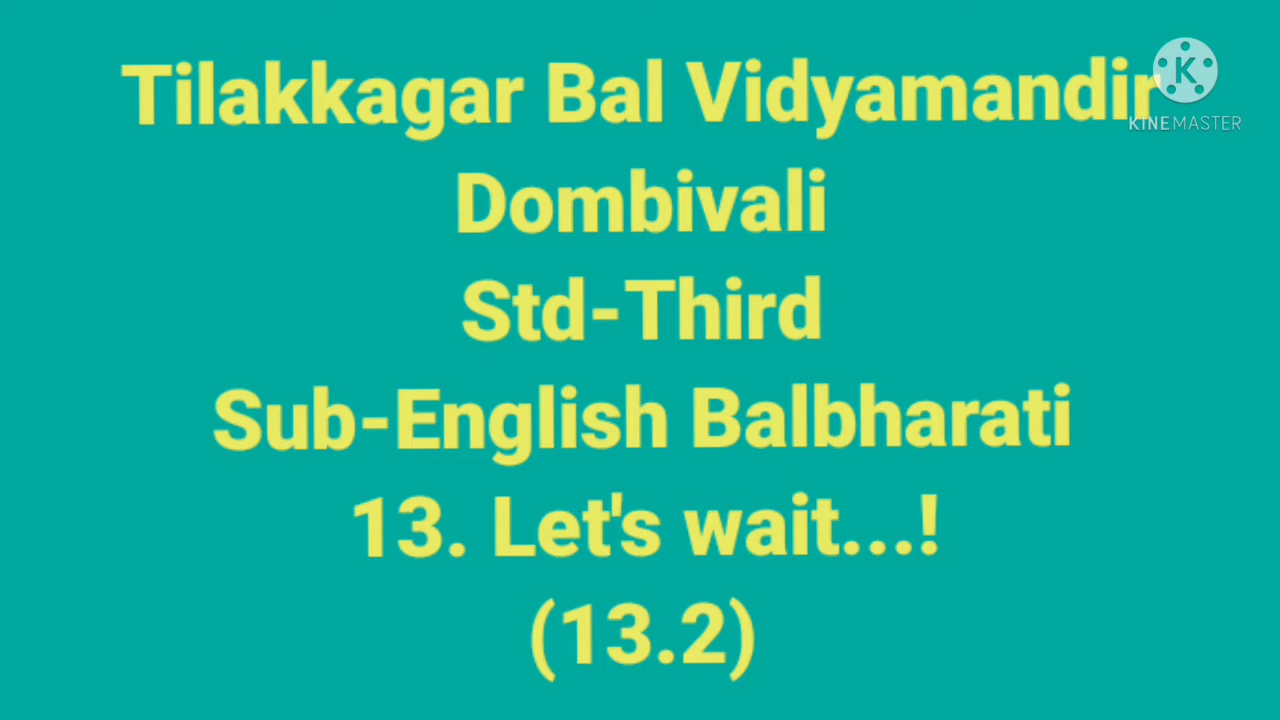 Tilakkagar Bal Vidyamandir
K
KINEMASTER
Dombivali
Std-Third
Sub-English Balbharati
13. Let's wait...!
(13.2)